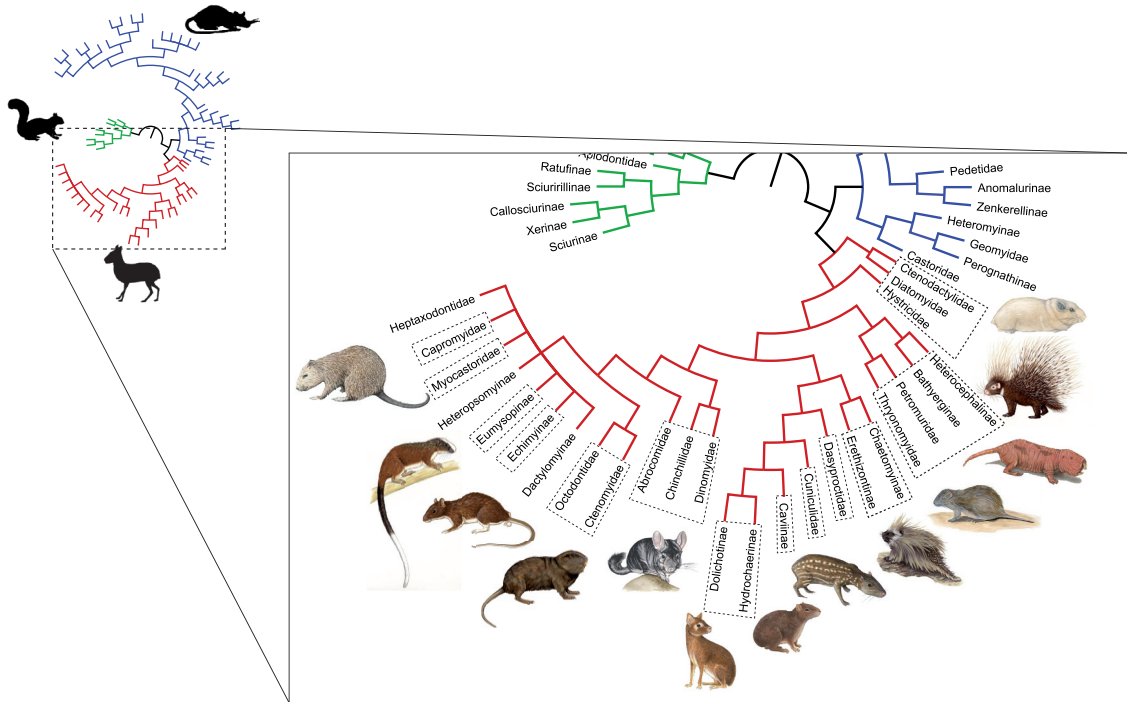 Aplodontidae
Ratufinae
Sciurillinae
Callosciurinae
Xerinae
Sciurinae
Pedetidae
Anomalurinae
Zenkerellinae
Heteromyinae
Geomyidae
Perognathinae
Castoridae
Ctenodactylidae
Diatomyidae
Hystricidae
Heterocephalinae
Bathyerginae
Petromuridae
Thryonomyidae
Chaetomyinae
Erethizontinae
Dasyproctidae
Cuniculidae
Caviinae
Hydrochaerinae
Dolichotinae
Dinomyidae
Chinchillidae
Abrocomidae
Ctenomyidae
Octodontidae
Dactylomyinae
Echimyinae
Eumysopinae
Heteropsomyinae
Myocastoridae
Capromyidae
Heptaxodontidae